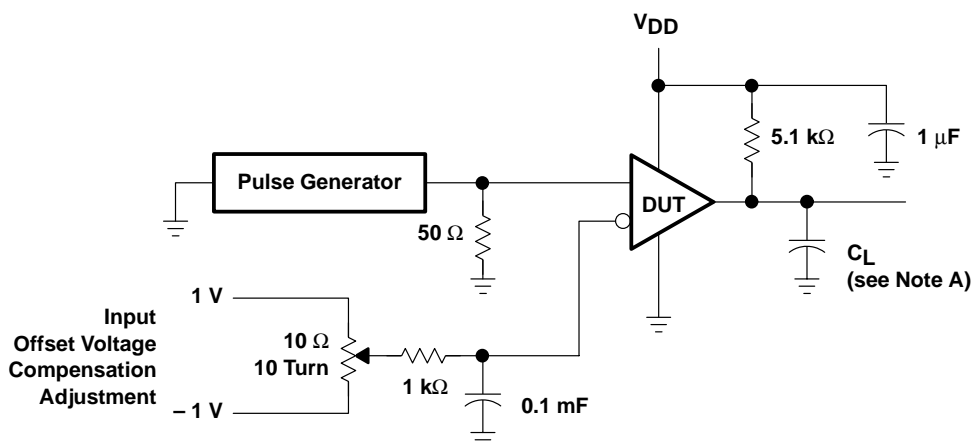 VDD
5.1 kΩ
1 μF
Pulse Generator
DUT
50 Ω
CL
(see Note A)
1 V
Input
Offset Voltage
Compensation
Adjustment
10 Ω
10 Turn
1 kΩ
0.1 mF
– 1 V